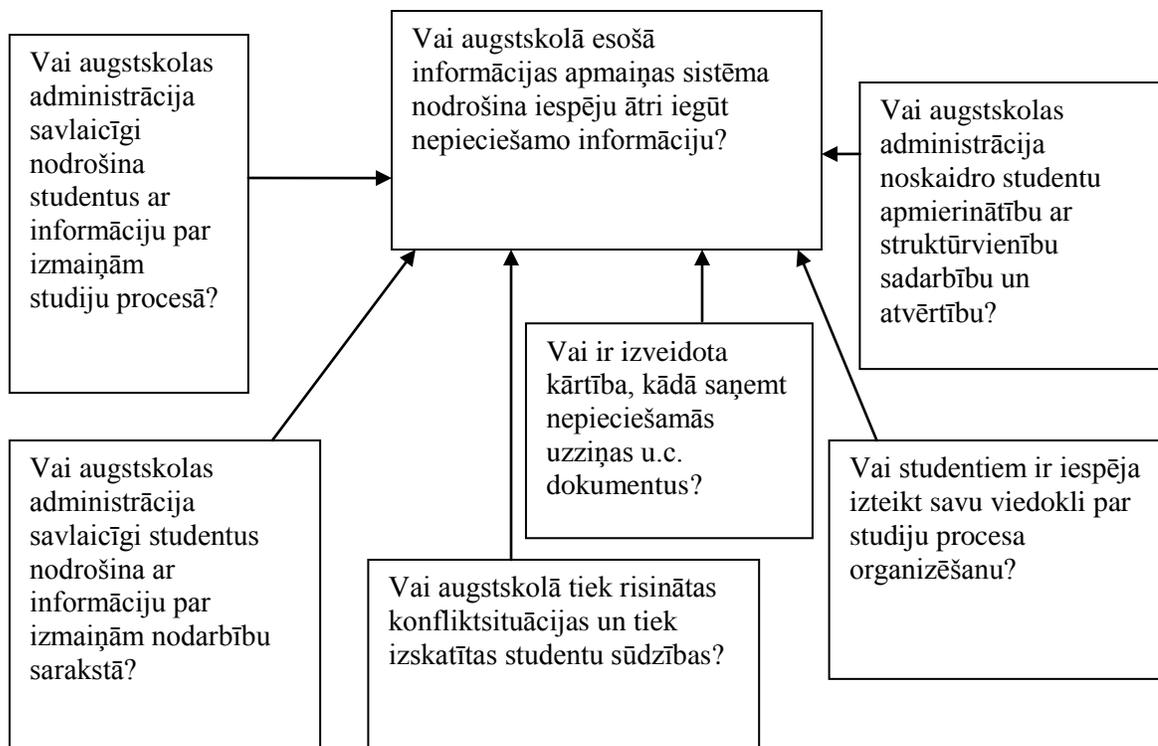 Vai augstskolas
administrācija
savlaicīgi
nodrošina
studentus ar
informāciju par
izmaiņām
studiju procesā?
Vai augstskolā esošā
informācijas apmaiņas sistēma
nodrošina iespēju ātri iegūt
nepieciešamo informāciju?
Vai augstskolas
administrācija
noskaidro studentu
apmierinātību ar
struktūrvienību
sadarbību un
atvērtību?
Vai augstskolas
administrācija
savlaicīgi studentus
nodrošina ar
informāciju par
izmaiņām nodarbību
sarakstā?
Vai augstskolā tiek risinātas
konfliktsituācijas un tiek
izskatītas studentu sūdzības?
Vai ir izveidota
kārtība, kādā saņemt
nepieciešamās
uzziņas u.c.
dokumentus?
Vai studentiem ir iespēja
izteikt savu viedokli par
studiju procesa
organizēšanu?